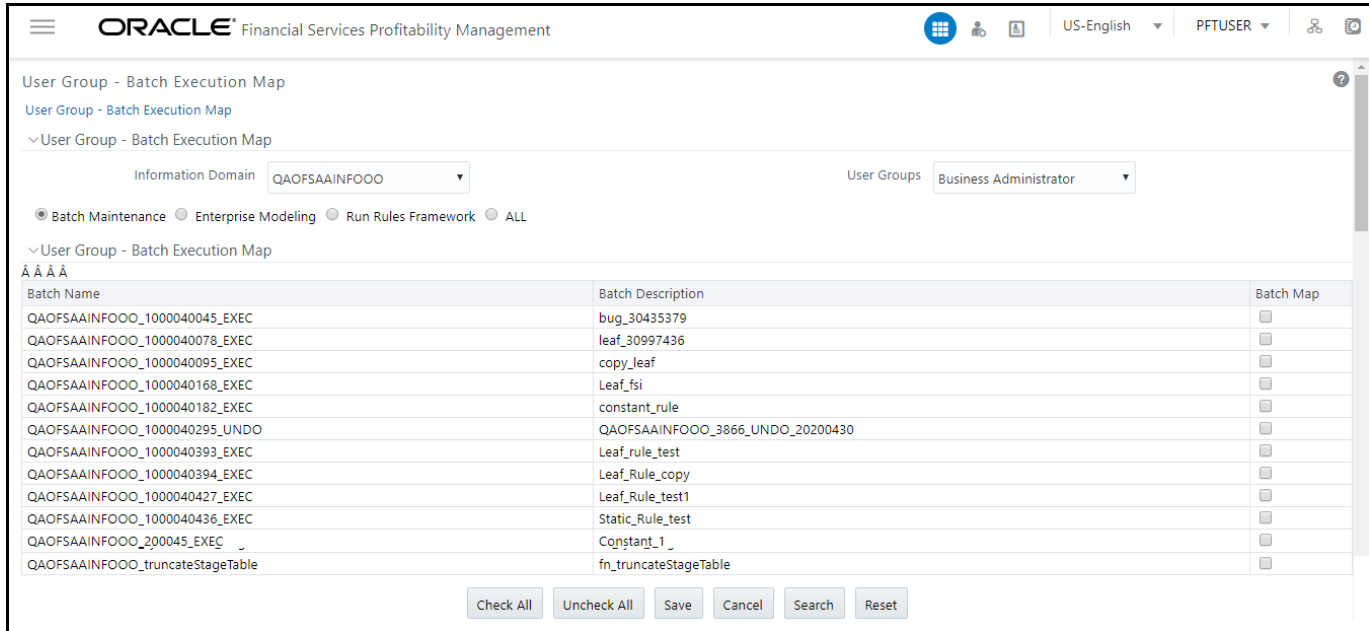 ORACLE Financial Services Profitability Management US-English PFTUSER
User Group - Batch Execution Map
User Group - Batch Execution Map
User Group - Batch Execution Map
Information Domain QAOFSAAINFOOO User Groups Business Administrator
Batch Maintenance Enterprise Modeling Run Rules Framework ALL
User Group - Batch Execution Map
Â Â Â Â
Batch Name Batch Description Batch Map
QAOFSAAINFOOO_1000040045_EXEC bug_30435379
QAOFSAAINFOOO_1000040078_EXEC leaf_30997436
QAOFSAAINFOOO_1000040095_EXEC copy_leaf
QAOFSAAINFOOO_1000040168_EXEC Leaf_fsi
QAOFSAAINFOOO_1000040182_EXEC constant_rule
QAOFSAAINFOOO_1000040295_UNDO QAOFSAAINFOOO_3866_UNDO_20200430
QAOFSAAINFOOO_1000040393_EXEC Leaf_rule_test
QAOFSAAINFOOO_1000040394_EXEC Leaf_Rule_copy
QAOFSAAINFOOO_1000040427_EXEC Leaf_Rule_test1
QAOFSAAINFOOO_1000040436_EXEC Static_Rule_test
QAOFSAAINFOOO_200045_EXEC Constant_1
QAOFSAAINFOOO_truncateStageTable fn_truncateStageTable
Check All Uncheck All Save Cancel Search Reset